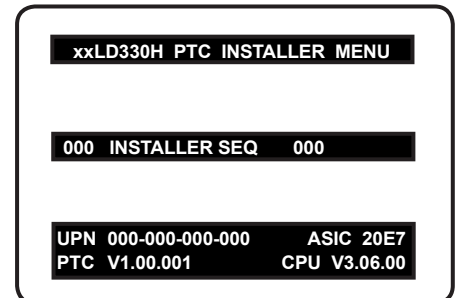 xxLD330H PTC INSTALLER MENU
000 INSTALLER SEQ 000
UPN 000-000-000-000 ASIC 20E7
PTC V1.00.001 CPU V3.06.00